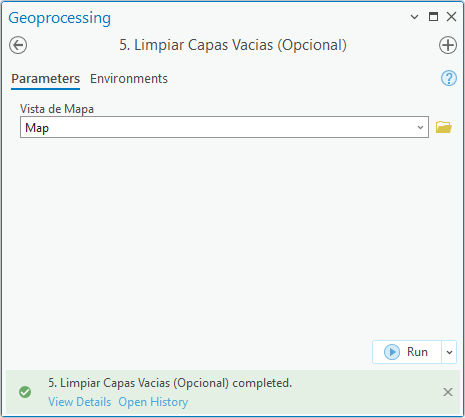 Geoprocessing
5. Limpiar Capas Vacias (Opcional)
Parameters Environments
Vista de Mapa
Map
Run
5. Limpiar Capas Vacias (Opcional) completed.
View Details Open History